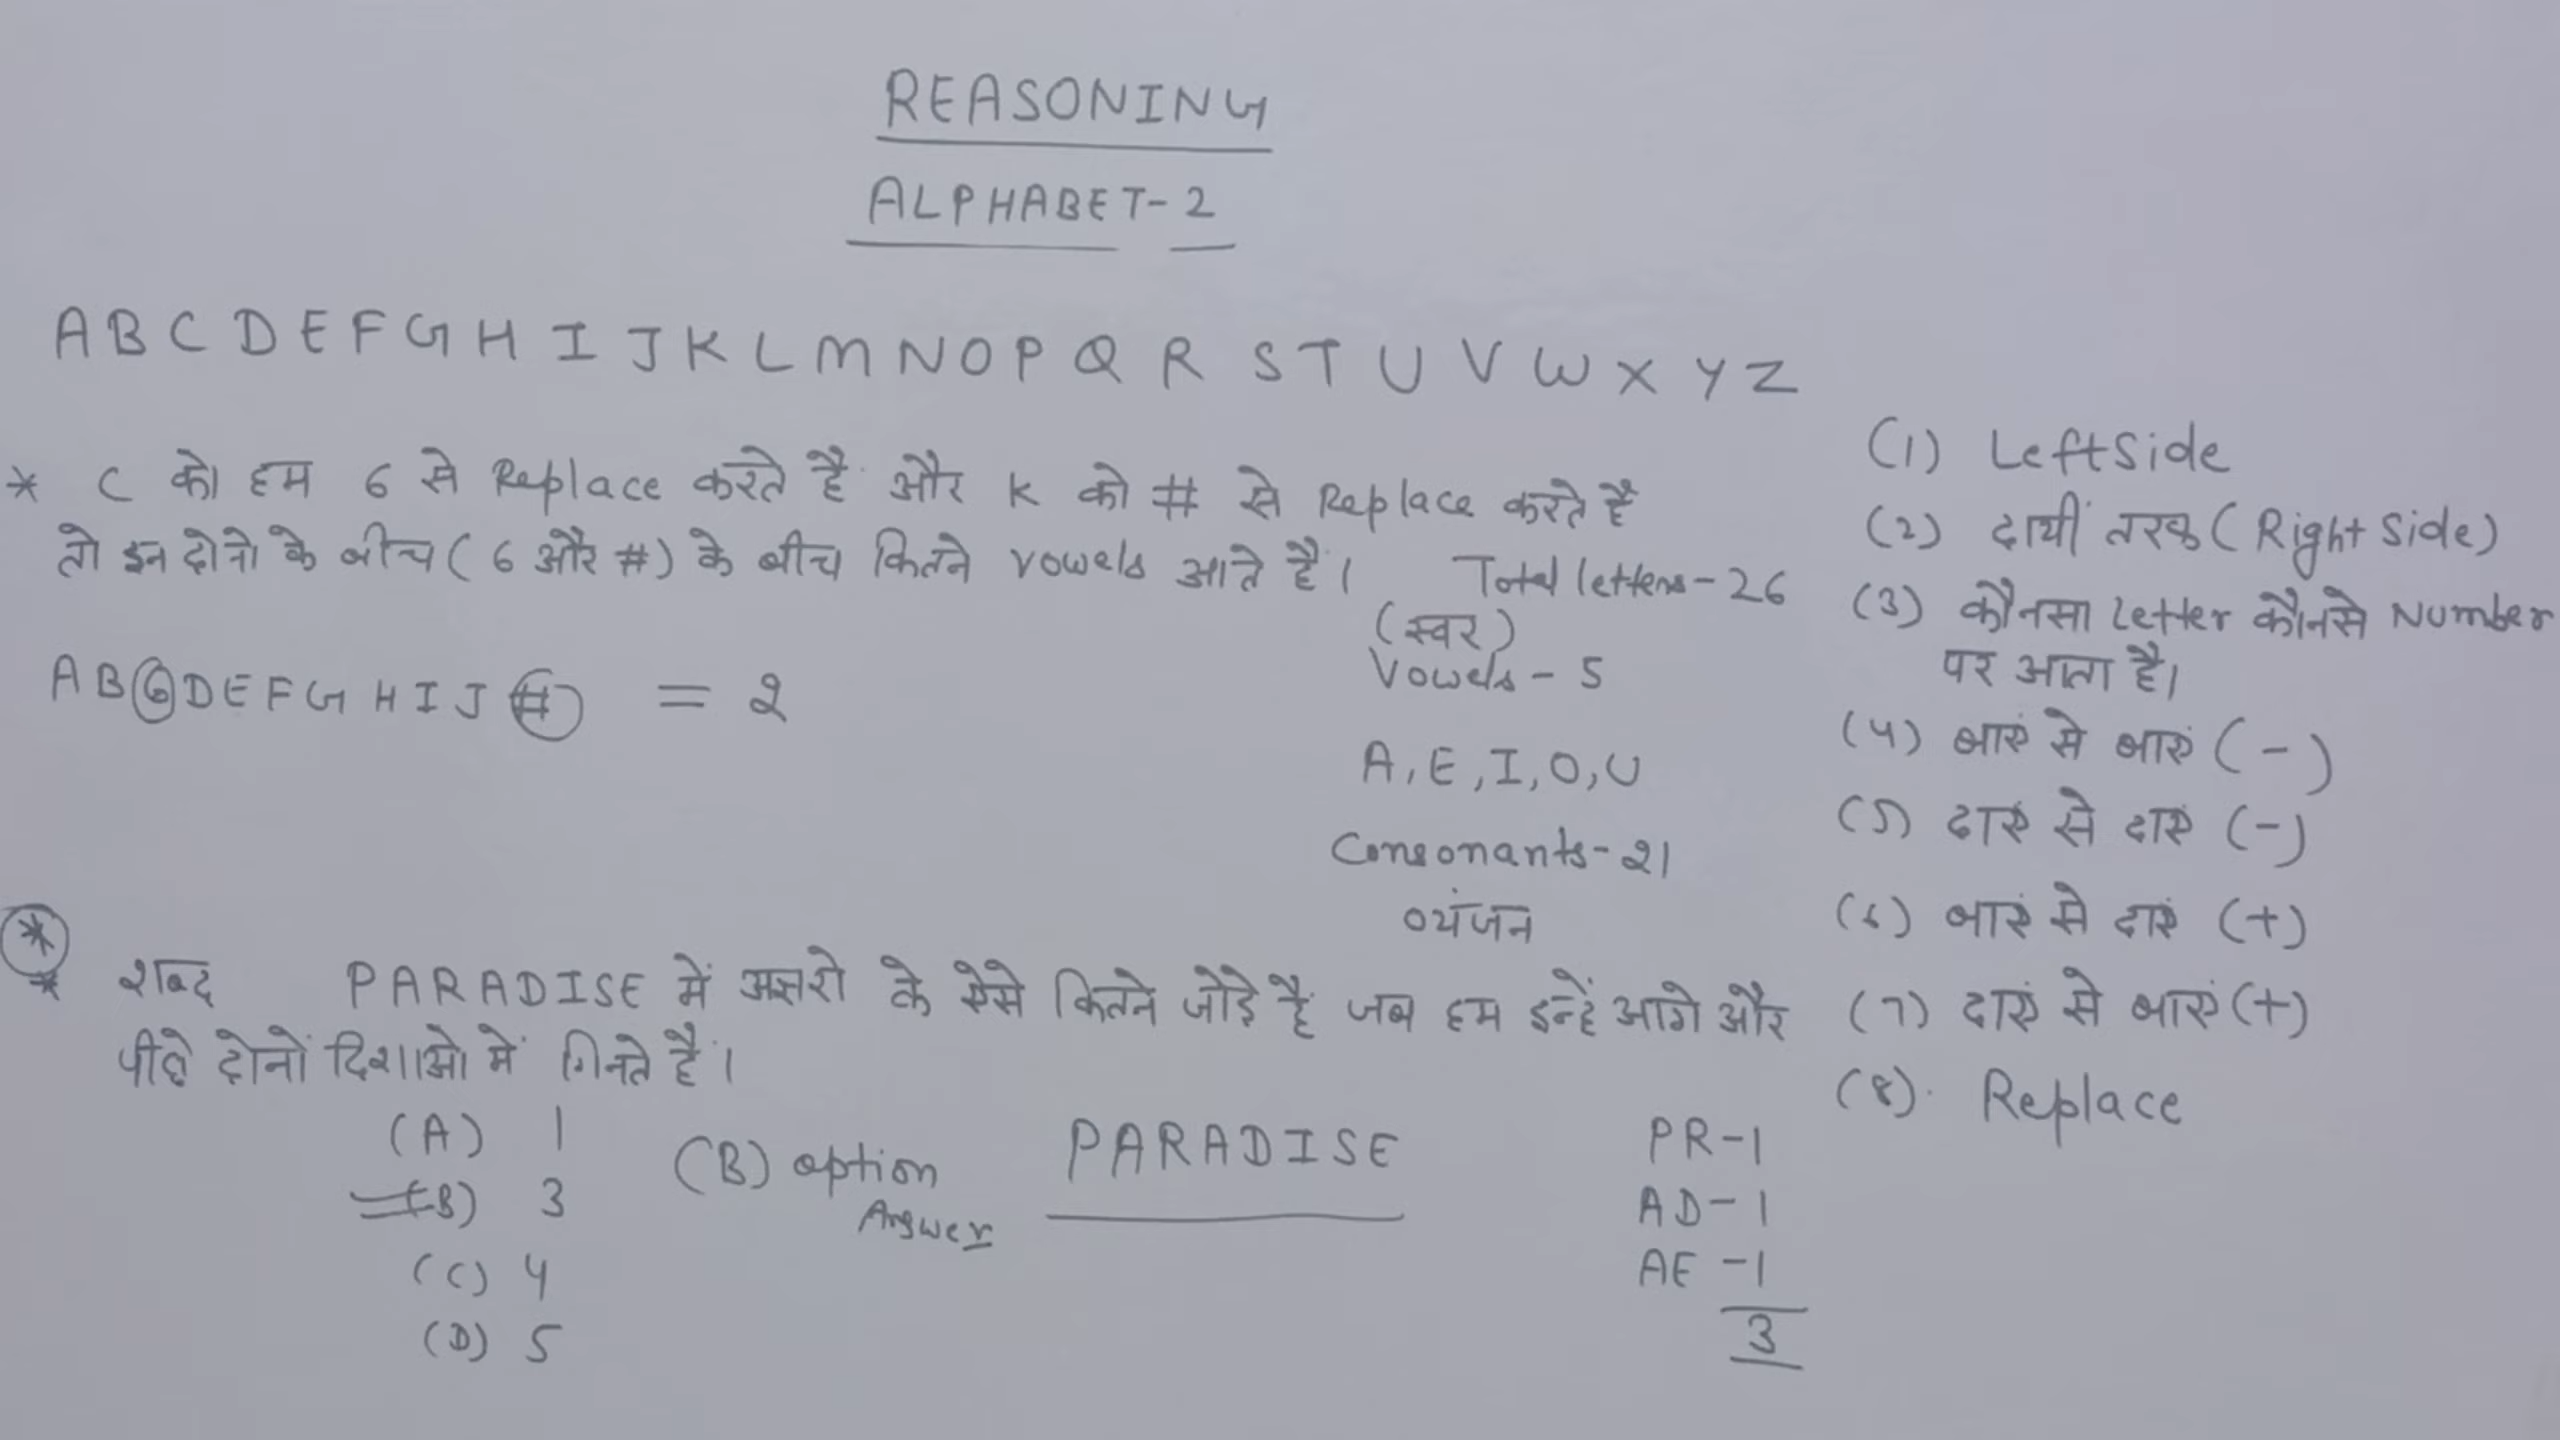 REASONING
ALPHABET-2
A B C D E F G H I J K L M N O P Q R S T U V W X Y Z
* C को हम 6 से Replace करते है और K को # से Replace करते है
तो इन दोनो के बीच ( 6 और # ) के बीच कितने vowels आते है।
ABⒸDEFGHIJ# = 2
Total letters - 26
(स्वर)
Vowels - 5
A, E, I, O, U
Consonants - 21
व्यंजन
(1) Left Side
(2) दायीं तरफ (Right Side)
(3) कौनसा Letter कौनसे Number
पर आता है।
(4) बाएं से बाएं (-)
(5) दाएं से दाएं (-)
(6) बाएं से दाएं (+)
(7) दाएं से बाएं (+)
(8). Replace
* * शब्द PARADISE में अक्षरो के ऐसे कितने जोड़े है जब हम इन्हें आगे और
पीछे दोनों दिशाओ में गिनते है।
(A) 1
(B) 3
(C) 4
(D) 5
(B) option
Answer
PARADISE
PR-1
AD-1
AE-1
3